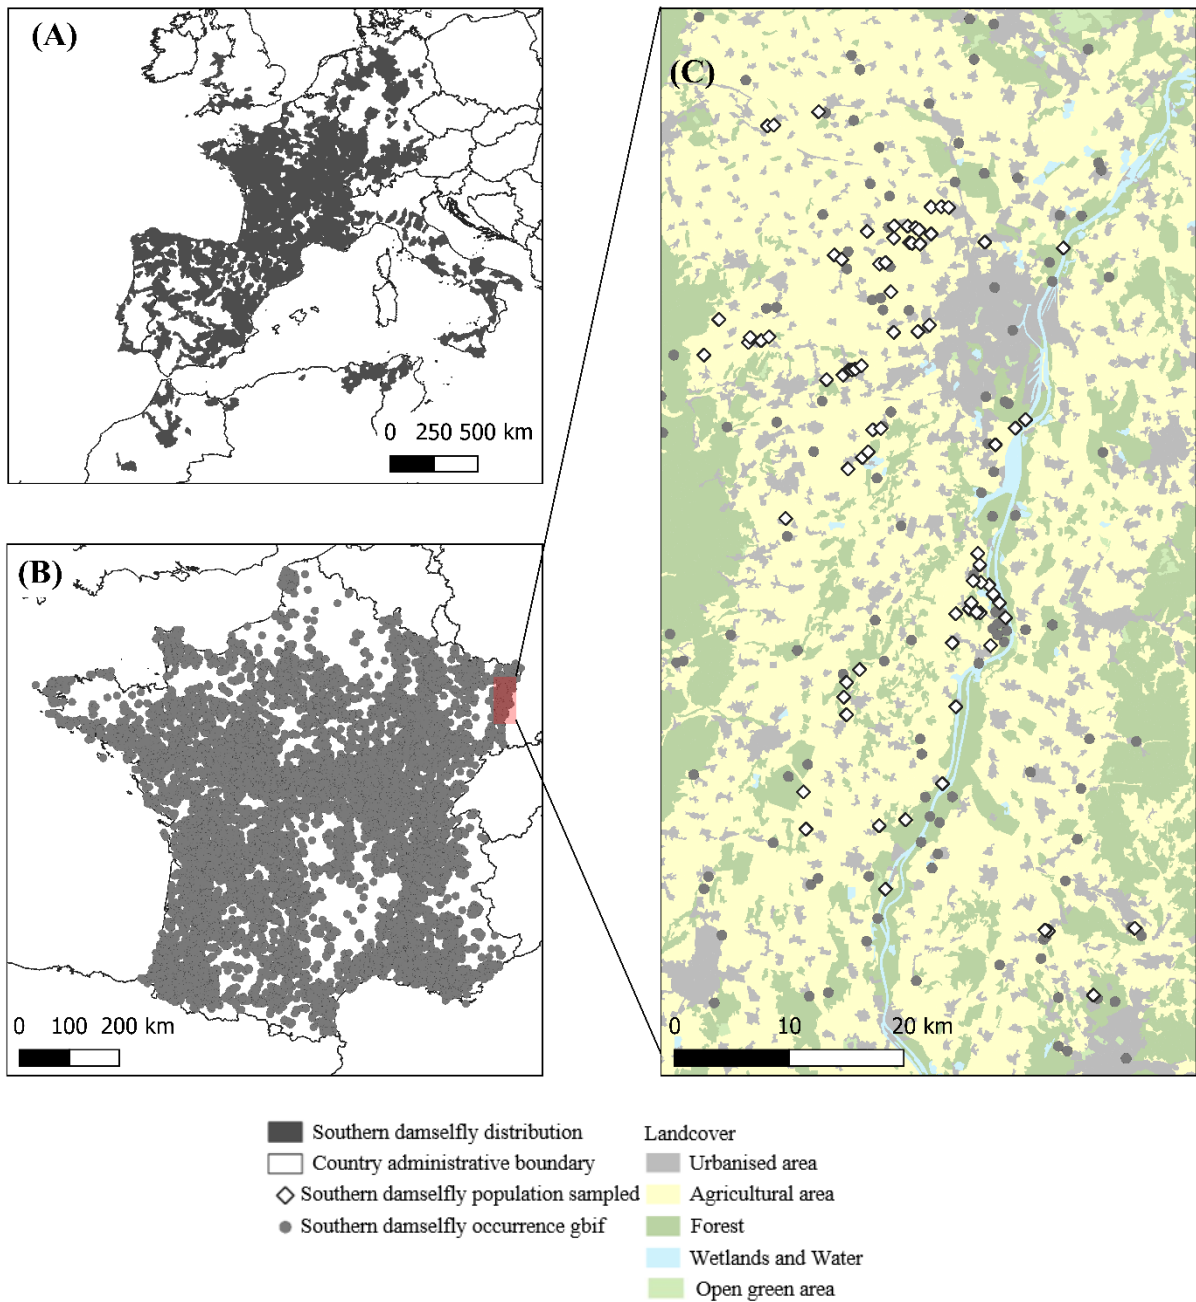 (A)
0 250 500 km
(B)
0 100 200 km
(C)
0 10 20 km
Southern damselfly distribution
Country administrative boundary
Southern damselfly population sampled
Southern damselfly occurrence gbif
Landcover
Urbanised area
Agricultural area
Forest
Wetlands and Water
Open green area